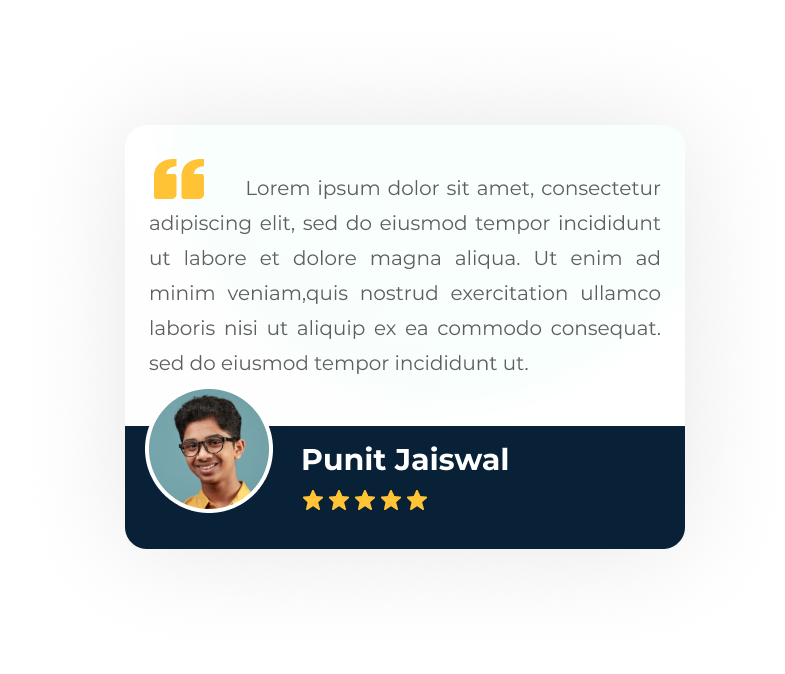 Lorem ipsum dolor sit amet, consectetur
adipiscing elit, sed do eiusmod tempor incididunt
ut labore et dolore magna aliqua. Ut enim ad
minim veniam,quis nostrud exercitation ullamco
laboris nisi ut aliquip ex ea commodo consequat.
sed do eiusmod tempor incididunt ut.
Punit Jaiswal